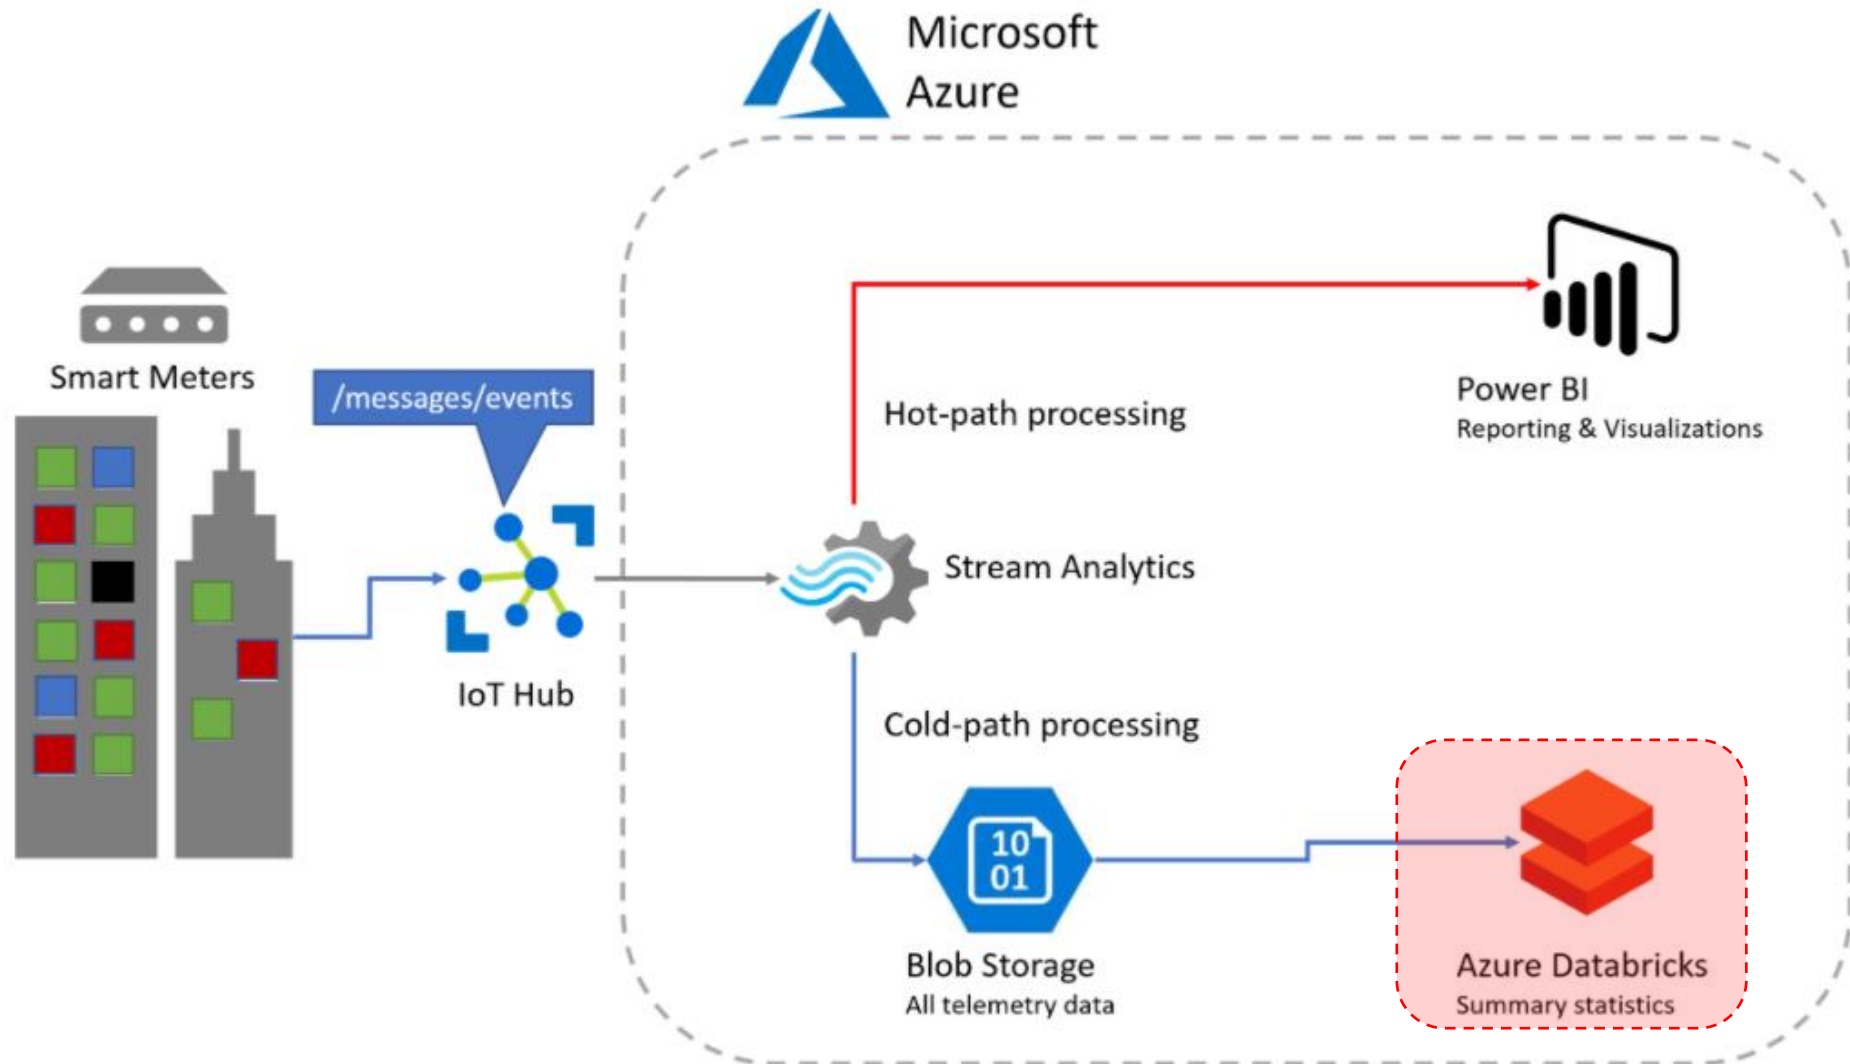 Microsoft
Azure
Smart Meters
/messages/events
IoT Hub
Hot-path processing
Power BI
Reporting & Visualizations
Stream Analytics
Cold-path processing
10
01
Blob Storage
All telemetry data
Azure Databricks
Summary statistics